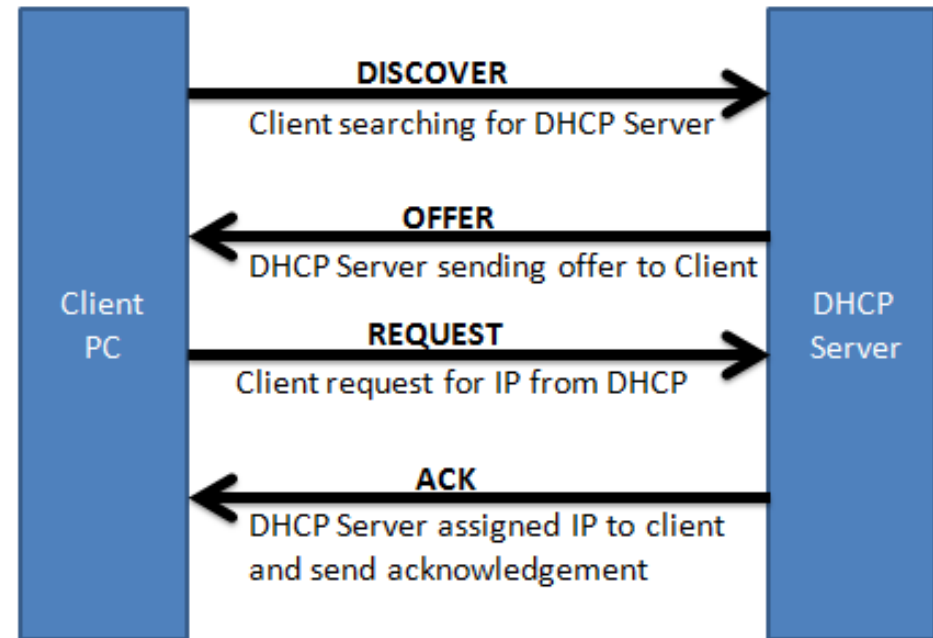 DISCOVER
Client searching for DHCP Server
OFFER
DHCP Server sending offer to Client
Client
PC
DHCP
Server
REQUEST
Client request for IP from DHCP
ACK
DHCP Server assigned IP to client
and send acknowledgement